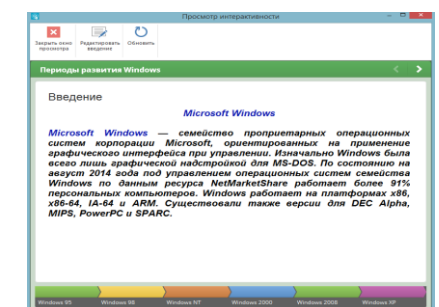 Просмотр интерактивности
Закрыть окно просмотра
Редактировать введение
Обновить
Периоды развития Windows
Введение
Microsoft Windows
Microsoft Windows — семейство проприетарных операционных
систем корпорации Microsoft, ориентированных на применение
графического интерфейса при управлении. Изначально Windows была
всего лишь графической надстройкой для MS-DOS. По состоянию на
август 2014 года под управлением операционных систем семейства
Windows по данным ресурса NetMarketShare работает более 91%
персональных компьютеров. Windows работает на платформах x86,
x86-64, IA-64 и ARM. Существовали также версии для DEC Alpha,
MIPS, PowerPC и SPARC.
Windows 95 Windows 98 Windows NT Windows 2000 Windows 2008 Windows XP